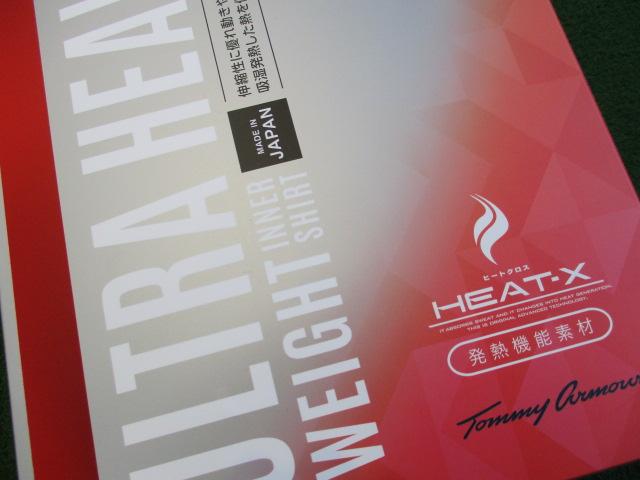 ULTRA HEAV
WEIGHT INNER
SHIRT
MADE IN
JAPAN
伸縮性に優れ動きや
吸湿発熱した熱を
ヒートクロス
HEAT-X
IT ABSORBES SWEAT AND IT CHANGES INTO HEAT GENERATION.
THIS IS ORIGINAL ADVANCED TECHNOLOGY.
発熱機能素材
Tommy Armour